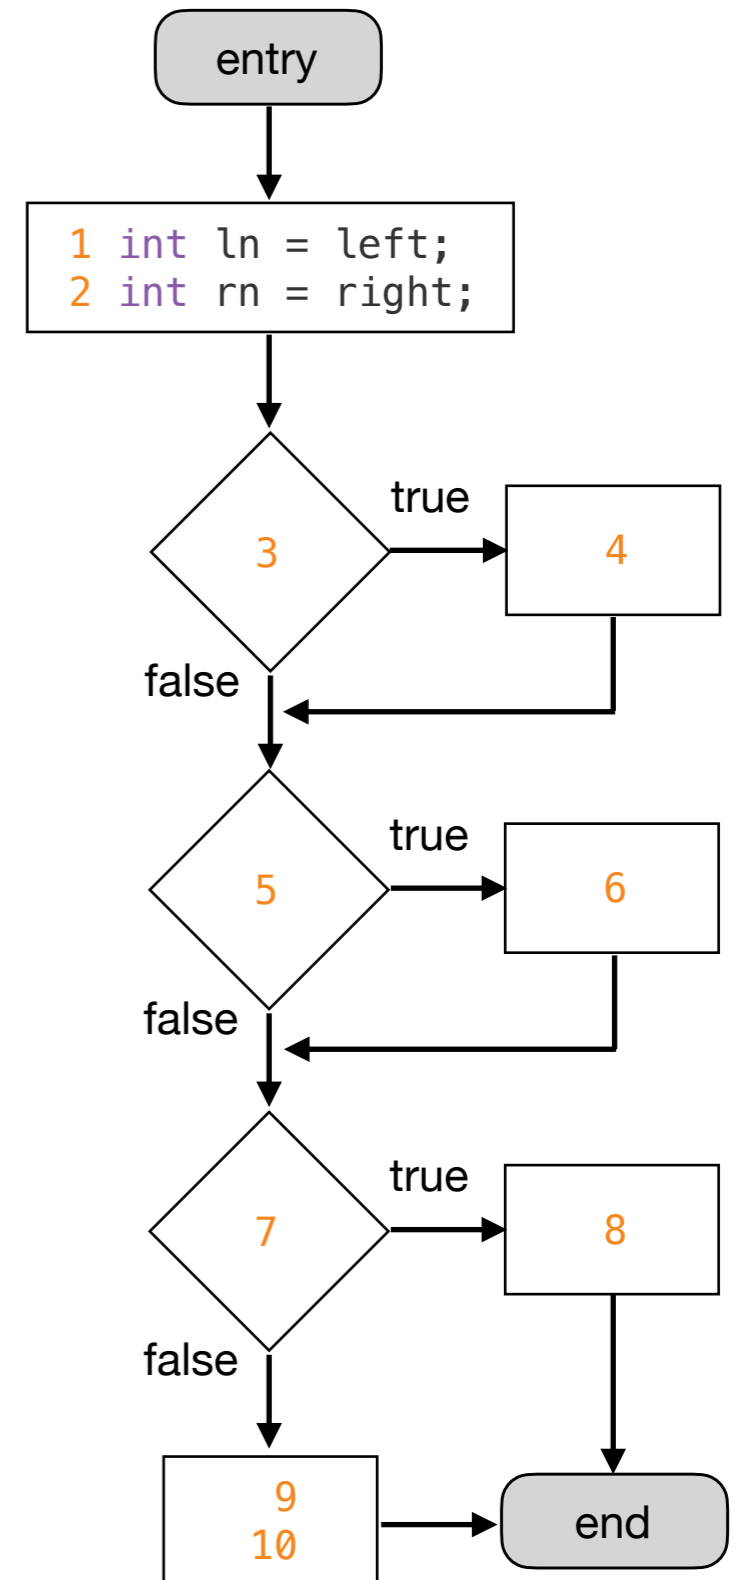 entry
1 int ln = left;
2 int rn = right;
true
3
4
false
true
5
6
false
true
7
8
false
9
10
end